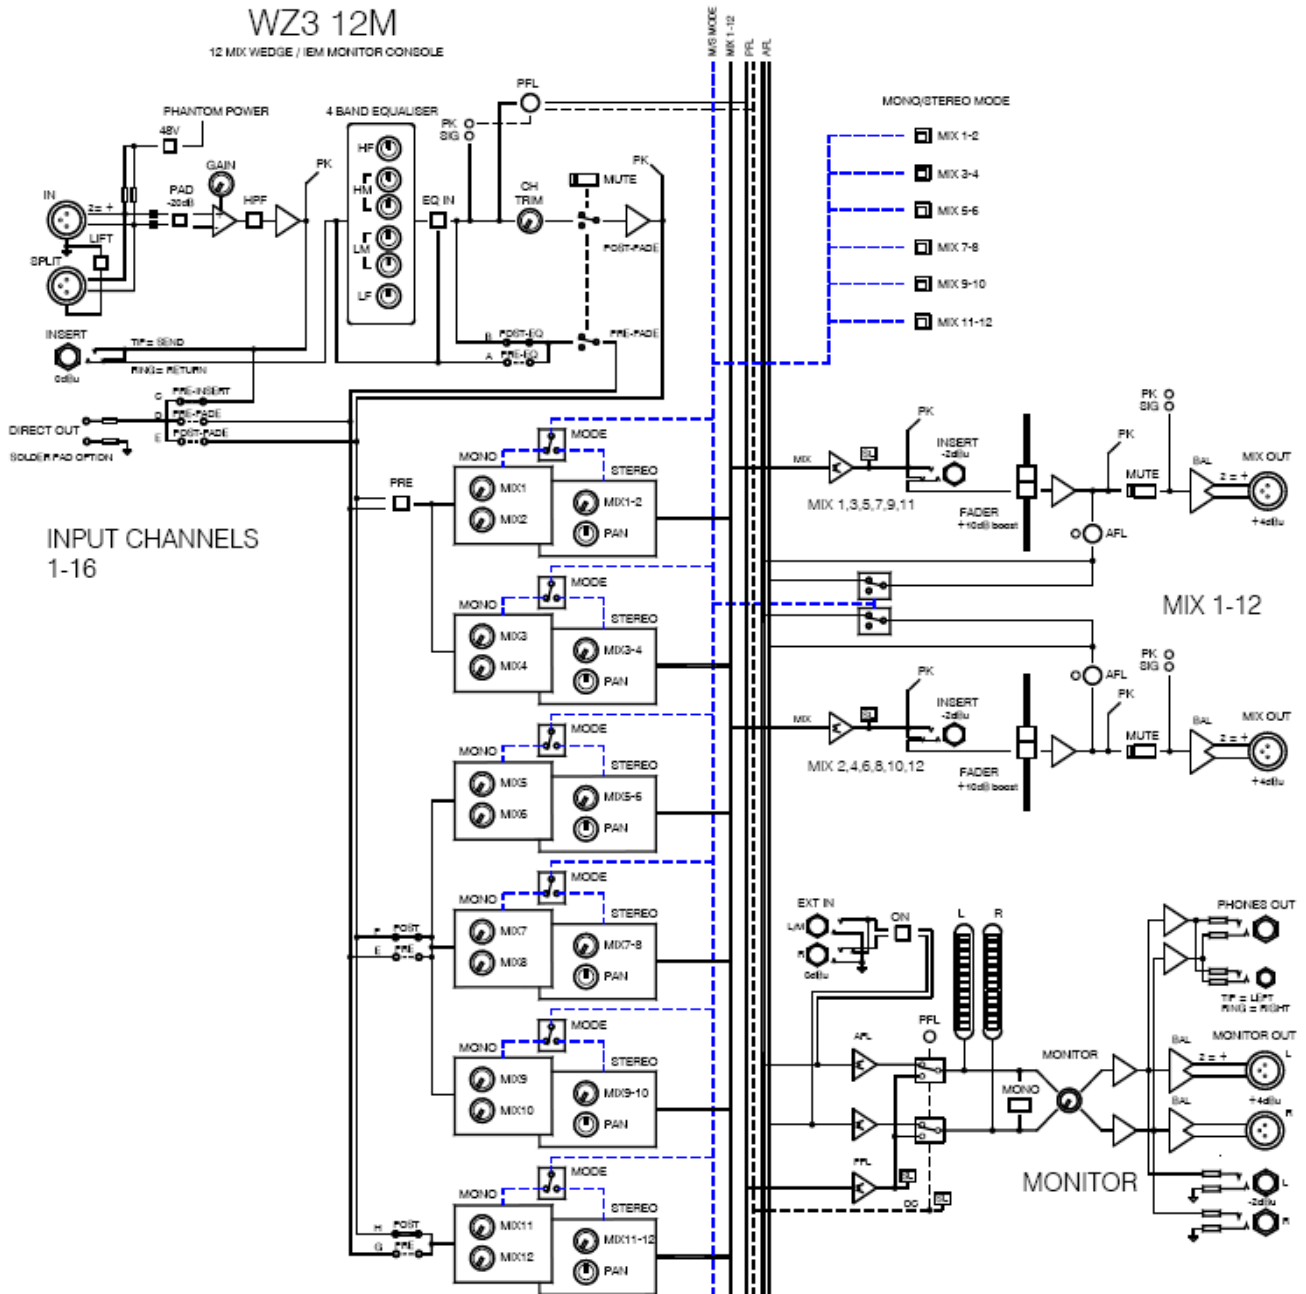 WZ3 12M
12 MIX WEDGE / IEM MONITOR CONSOLE
M/S MODE
MIX 1-12
PFL
AFL
PHANTOM POWER
48V
GAIN
IN
2= +
PAD
-20dB
HPF
LIFT
SPLIT
PK
4 BAND EQUALISER
HF
HM
LM
LF
EQ IN
PK
SIG
PFL
CH
TRIM
MUTE
POST-FADE
PRE-FADE
B POST-EQ
A PRE-EQ
INSERT
0dBu
TIP = SEND
RING = RETURN
C PRE-INSERT
D PRE-FADE
E POST-FADE
DIRECT OUT
SOLDER PAD OPTION
INPUT CHANNELS
1-16
PRE
MONO
MODE
STEREO
MIX1
MIX2
MIX1-2
PAN
MONO
MODE
STEREO
MIX3
MIX4
MIX3-4
PAN
MONO
MODE
STEREO
MIX5
MIX6
MIX5-6
PAN
F POST
E PRE
MONO
MODE
STEREO
MIX7
MIX8
MIX7-8
PAN
MONO
MODE
STEREO
MIX9
MIX10
MIX9-10
PAN
H POST
G PRE
MONO
MODE
STEREO
MIX11
MIX12
MIX11-12
PAN
MONO/STEREO MODE
MIX 1-2
MIX 3-4
MIX 5-6
MIX 7-8
MIX 9-10
MIX 11-12
MIX
SL
MIX 1,3,5,7,9,11
PK
INSERT
-2dBu
FADER
+10dB boost
PK
SIG
PK
MUTE
AFL
BAL
2 = +
MIX OUT
+4dBu
MIX 1-12
MIX
SL
MIX 2,4,6,8,10,12
PK
INSERT
-2dBu
FADER
+10dB boost
PK
SIG
AFL
PK
MUTE
BAL
2 = +
MIX OUT
+4dBu
EXT IN
L/M
R
0dBu
ON
L
R
AFL
PFL
PFL
SL
DC
SL
MONO
MONITOR
MONITOR
PHONES OUT
TIP = LEFT
RING = RIGHT
MONITOR OUT
BAL
2 = +
L
+4dBu
BAL
R
L
-2dBu
R